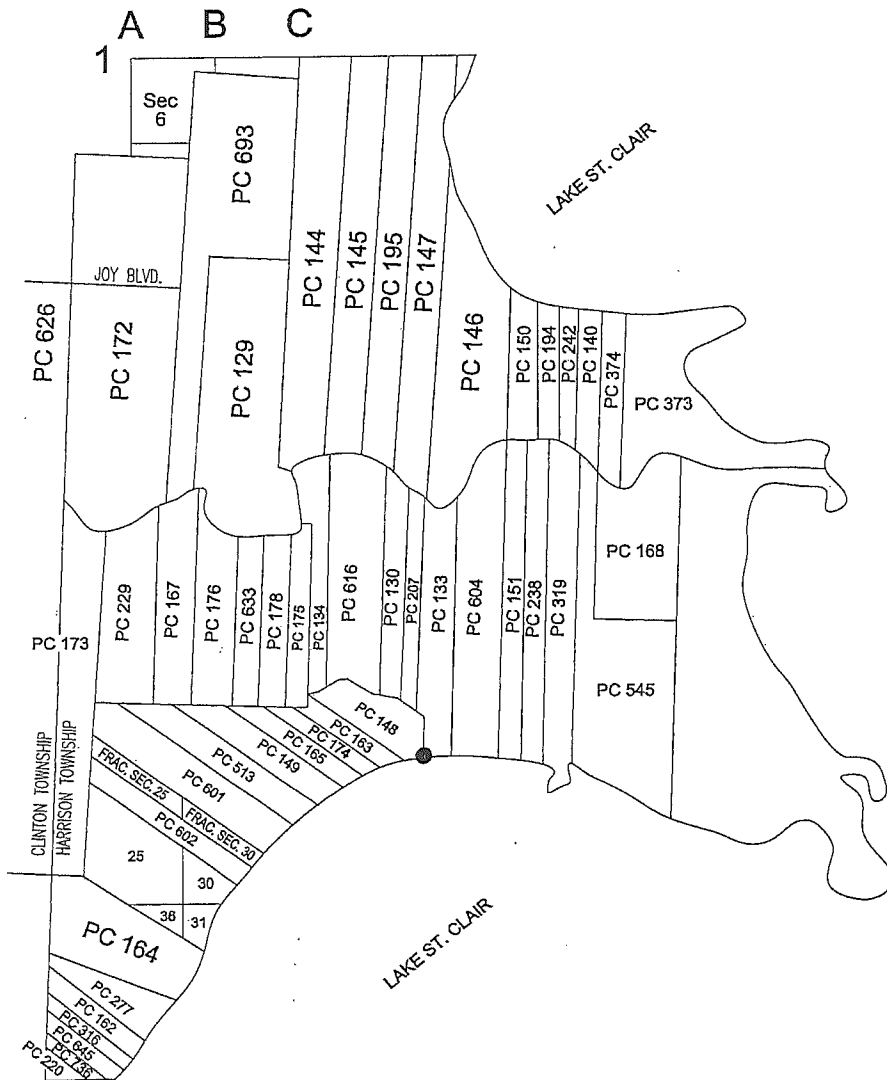 A B C
1
Sec
6
PC 693
LAKE ST. CLAIR
PC 144
PC 145
PC 195
PC 147
JOY BLVD.
PC 626
PC 172
PC 129
PC 146
PC 150
PC 194
PC 242
PC 140
PC 374
PC 373
PC 168
PC 173
PC 229
PC 167
PC 176
PC 633
PC 178
PC 175
PC 134
PC 616
PC 130
PC 207
PC 133
PC 604
PC 151
PC 238
PC 319
PC 545
PC 148
PC 163
PC 174
PC 165
PC 149
PC 513
PC 601
FRAC. SEC. 25
FRAC. SEC. 30
PC 602
CLINTON TOWNSHIP
HARRISON TOWNSHIP
25
30
36
31
PC 164
LAKE ST. CLAIR
PC 277
PC 162
PC 316
PC 645
PC 736
PC 220